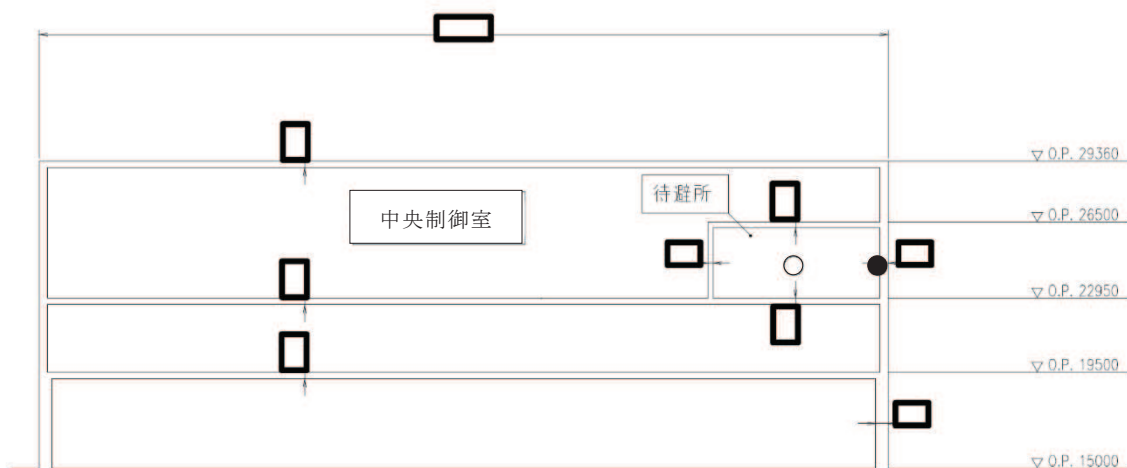 ▽ O.P. 29360
待避所
中央制御室
▽ O.P. 26500
▽ O.P. 22950
▽ O.P. 19500
▽ O.P. 15000